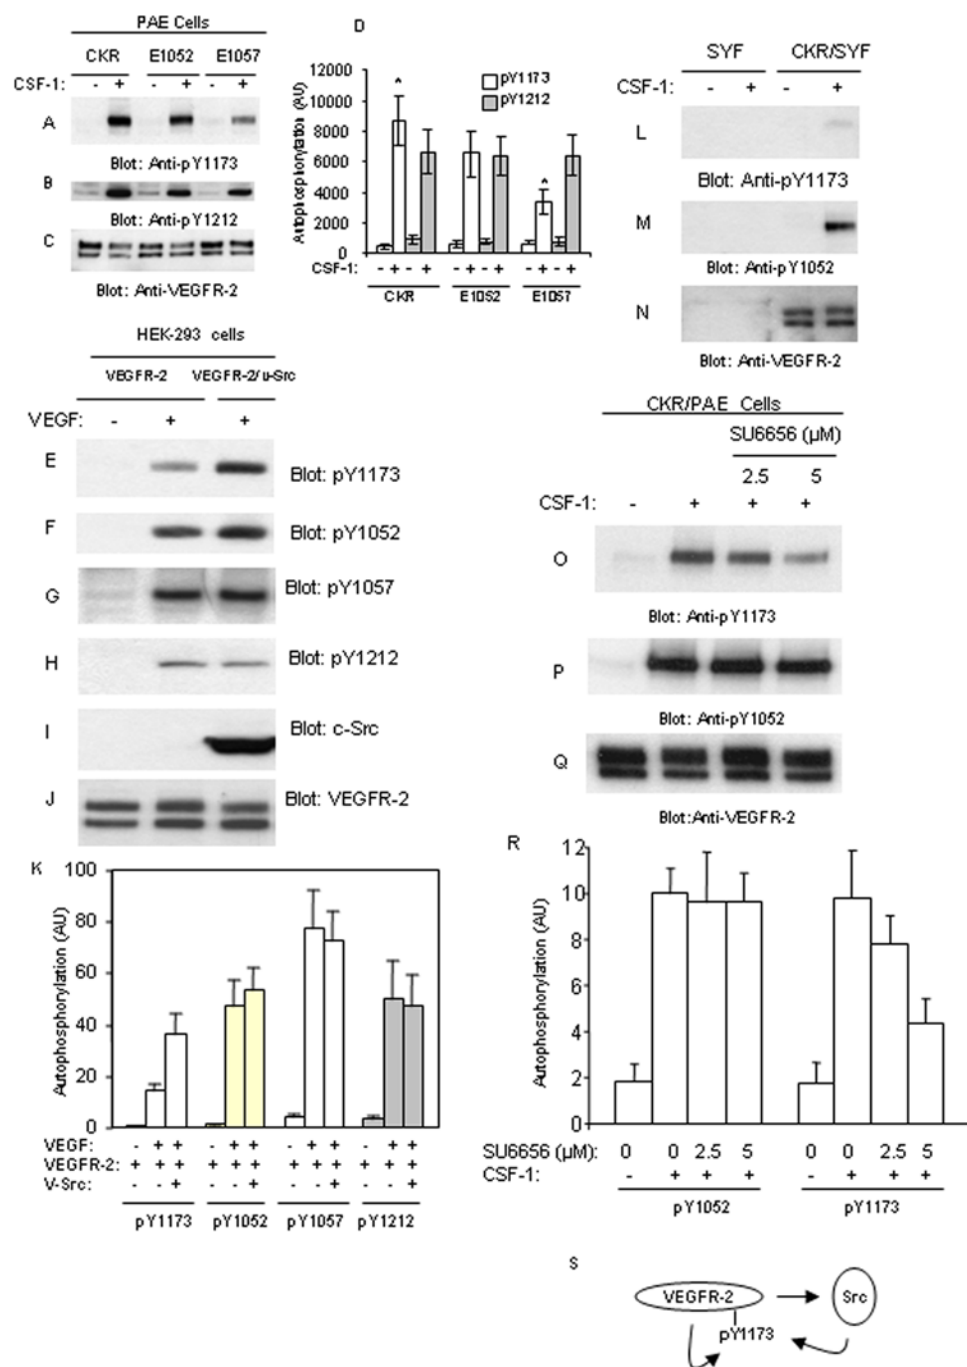 PAE Cells
CKR E1052 E1057
CSF-1: - + - + - +
A
Blot: Anti-pY1173
B
Blot: Anti-pY1212
C
Blot: Anti-VEGFR-2
D
12000
10000
8000
6000
4000
2000
0
Autophosphorylation (AU)
^
^
pY1173
pY1212
CSF-1: - + - + - + - + - + - +
CKR E1052 E1057
SYF CKR/SYF
CSF-1: - + - +
L
Blot: Anti-pY1173
M
Blot: Anti-pY1052
N
Blot: Anti-VEGFR-2
HEK-293 cells
VEGFR-2 VEGFR-2/u-Src
VEGF: - + +
E Blot: pY1173
F Blot: pY1052
G Blot: pY1057
H Blot: pY1212
I Blot: c-Src
J Blot: VEGFR-2
CKR/PAE Cells
SU6656 (µM)
2.5 5
CSF-1: - + + +
O
Blot: Anti-pY1173
P
Blot: Anti-pY1052
Q
Blot:Anti-VEGFR-2
K
100
80
60
40
20
0
Autophosphorylation (AU)
VEGF: - + + - + + - + + - + +
VEGFR-2: + + + + + + + + + + + +
V-Src: + + + +
pY1173 pY1052 pY1057 pY1212
R
12
10
8
6
4
2
0
Autophosphorylation (AU)
SU6656 (µM): 0 0 2.5 5 0 0 2.5 5
CSF-1: - + + + - + + +
pY1052 pY1173
S
VEGFR-2 Src
pY1173